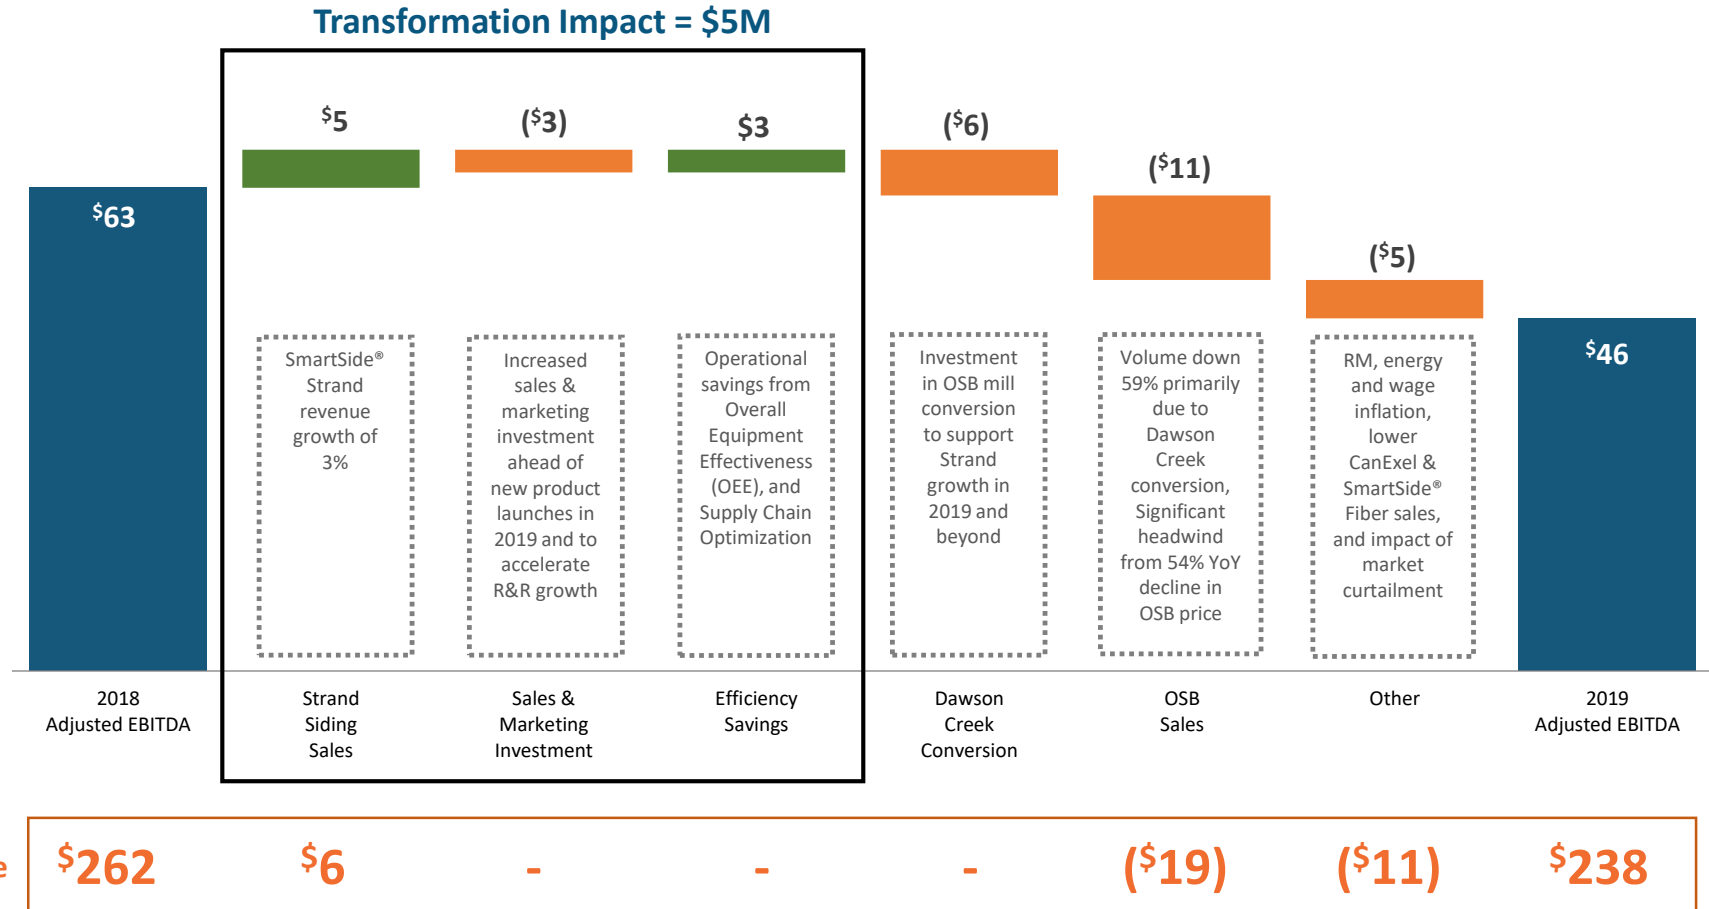 Transformation Impact = $5M
$5
($3)
$3
($6)
($11)
($5)
$63
$46
SmartSide®
Strand
revenue
growth of
3%
Increased
sales &
marketing
investment
ahead of
new product
launches in
2019 and to
accelerate
R&R growth
Operational
savings from
Overall
Equipment
Effectiveness
(OEE), and
Supply Chain
Optimization
Investment
in OSB mill
conversion
to support
Strand
growth in
2019 and
beyond
Volume down
59% primarily
due to
Dawson
Creek
conversion,
Significant
headwind
from 54% YoY
decline in
OSB price
RM, energy
and wage
inflation,
lower
CanExel &
SmartSide®
Fiber sales,
and impact of
market
curtailment
2018
Adjusted EBITDA
Strand
Siding
Sales
Sales &
Marketing
Investment
Efficiency
Savings
Dawson
Creek
Conversion
OSB
Sales
Other
2019
Adjusted EBITDA
$262 $6 - - - ($19) ($11) $238